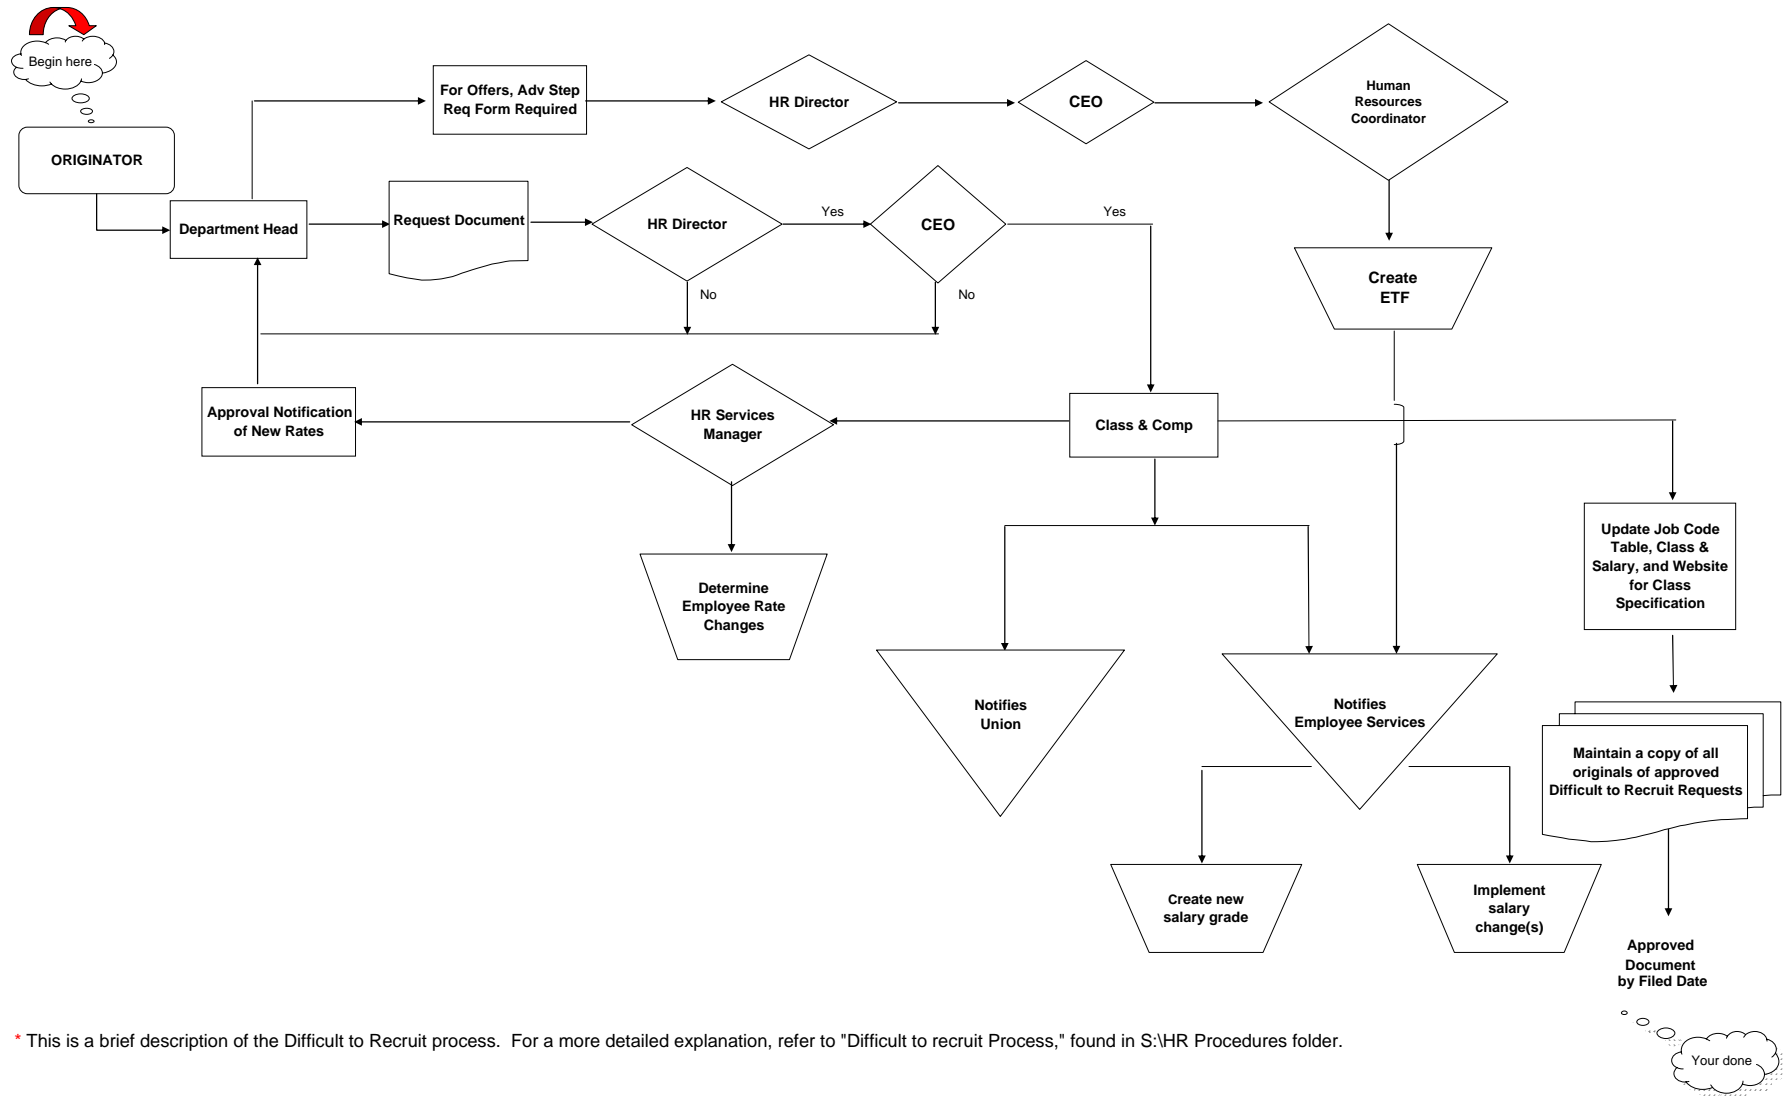 Begin here
ORIGINATOR
For Offers, Adv Step
Req Form Required
HR Director
CEO
Human
Resources
Coordinator
Department Head
Request Document
HR Director
Yes
CEO
Yes
No
No
Create
ETF
Approval Notification
of New Rates
HR Services
Manager
Class & Comp
Determine
Employee Rate
Changes
Update Job Code
Table, Class &
Salary, and Website
for Class
Specification
Notifies
Union
Notifies
Employee Services
Maintain a copy of all
originals of approved
Difficult to Recruit Requests
Create new
salary grade
Implement
salary
change(s)
Approved
Document
by Filed Date
* This is a brief description of the Difficult to Recruit process. For a more detailed explanation, refer to "Difficult to recruit Process," found in S:\HR Procedures folder.
Your done